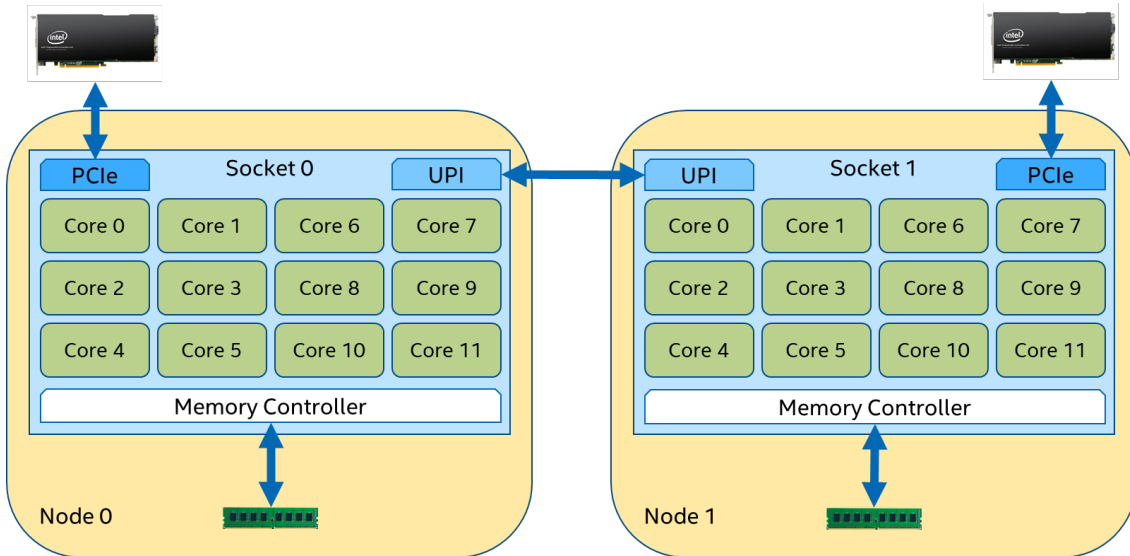 intel
intel
PCIe
Socket 0
UPI
UPI
Socket 1
PCIe
Core 0
Core 1
Core 6
Core 7
Core 0
Core 1
Core 6
Core 7
Core 2
Core 3
Core 8
Core 9
Core 2
Core 3
Core 8
Core 9
Core 4
Core 5
Core 10
Core 11
Core 4
Core 5
Core 10
Core 11
Memory Controller
Memory Controller
Node 0
Node 1